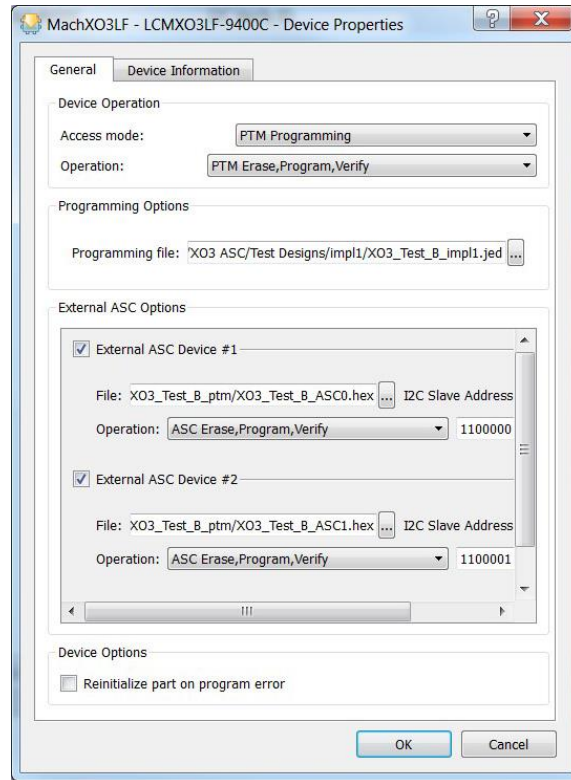 MachXO3LF - LCMXO3LF-9400C - Device Properties
General Device Information
Device Operation
Access mode: PTM Programming
Operation: PTM Erase,Program,Verify
Programming Options
Programming file: 'XO3 ASC/Test Designs/impl1/XO3_Test_B_impl1.jed ...
External ASC Options
External ASC Device #1
File: XO3_Test_B_ptm/XO3_Test_B_ASC0.hex ... I2C Slave Address
Operation: ASC Erase,Program,Verify 1100000
External ASC Device #2
File: XO3_Test_B_ptm/XO3_Test_B_ASC1.hex ... I2C Slave Address
Operation: ASC Erase,Program,Verify 1100001
Device Options
Reinitialize part on program error
OK Cancel